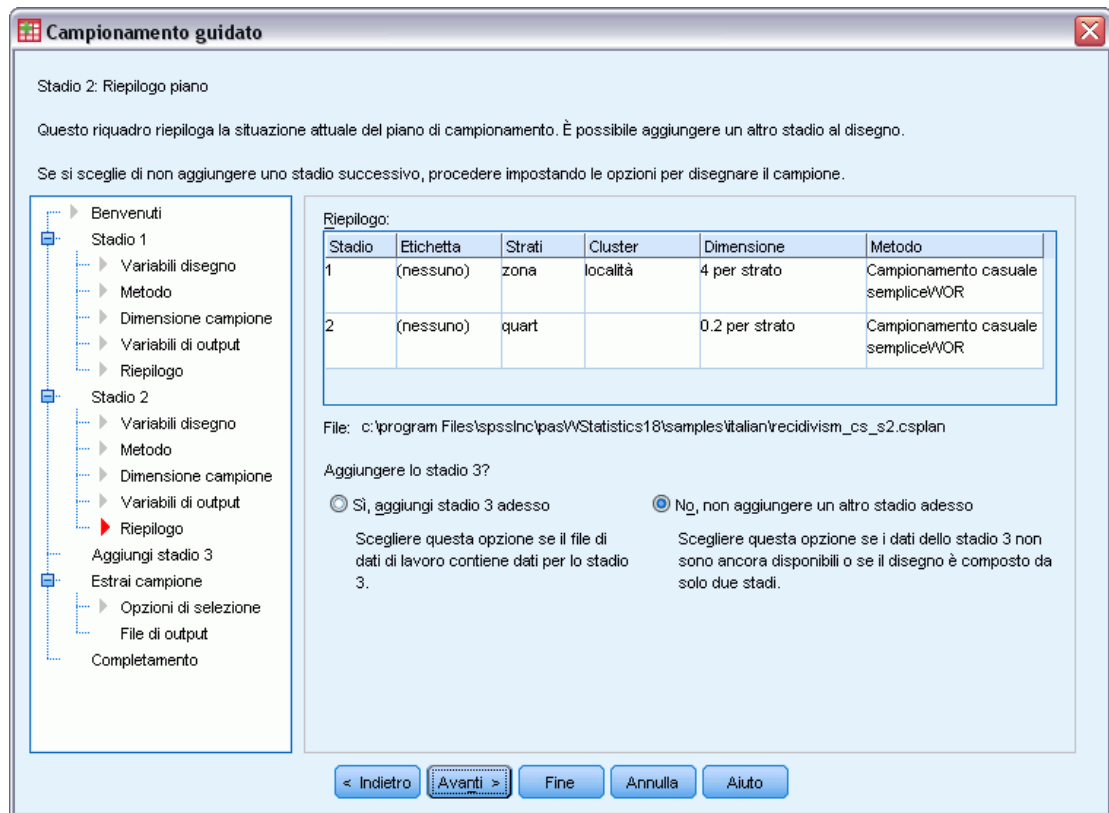 Campionamento guidato
Stadio 2: Riepilogo piano
Questo riquadro riepiloga la situazione attuale del piano di campionamento. È possibile aggiungere un altro stadio al disegno.
Se si sceglie di non aggiungere uno stadio successivo, procedere impostando le opzioni per disegnare il campione.
Benvenuti
Stadio 1
Variabili disegno
Metodo
Dimensione campione
Variabili di output
Riepilogo
Stadio 2
Variabili disegno
Metodo
Dimensione campione
Variabili di output
Riepilogo
Aggiungi stadio 3
Estrai campione
Opzioni di selezione
File di output
Completamento
Riepilogo:
Stadio Etichetta Strati Cluster Dimensione Metodo
1 (nessuno) zona località 4 per strato Campionamento casuale
sempliceWOR
2 (nessuno) quart 0.2 per strato Campionamento casuale
sempliceWOR
File: c:\program Files\spssInc\pasWStatistics18\samples\italian\recidivism_cs_s2.csplan
Aggiungere lo stadio 3?
Sì, aggiungi stadio 3 adesso
Scegliere questa opzione se il file di
dati di lavoro contiene dati per lo stadio
3.
No, non aggiungere un altro stadio adesso
Scegliere questa opzione se i dati dello stadio 3 non
sono ancora disponibili o se il disegno è composto da
solo due stadi.
< Indietro Avanti > Fine Annulla Aiuto